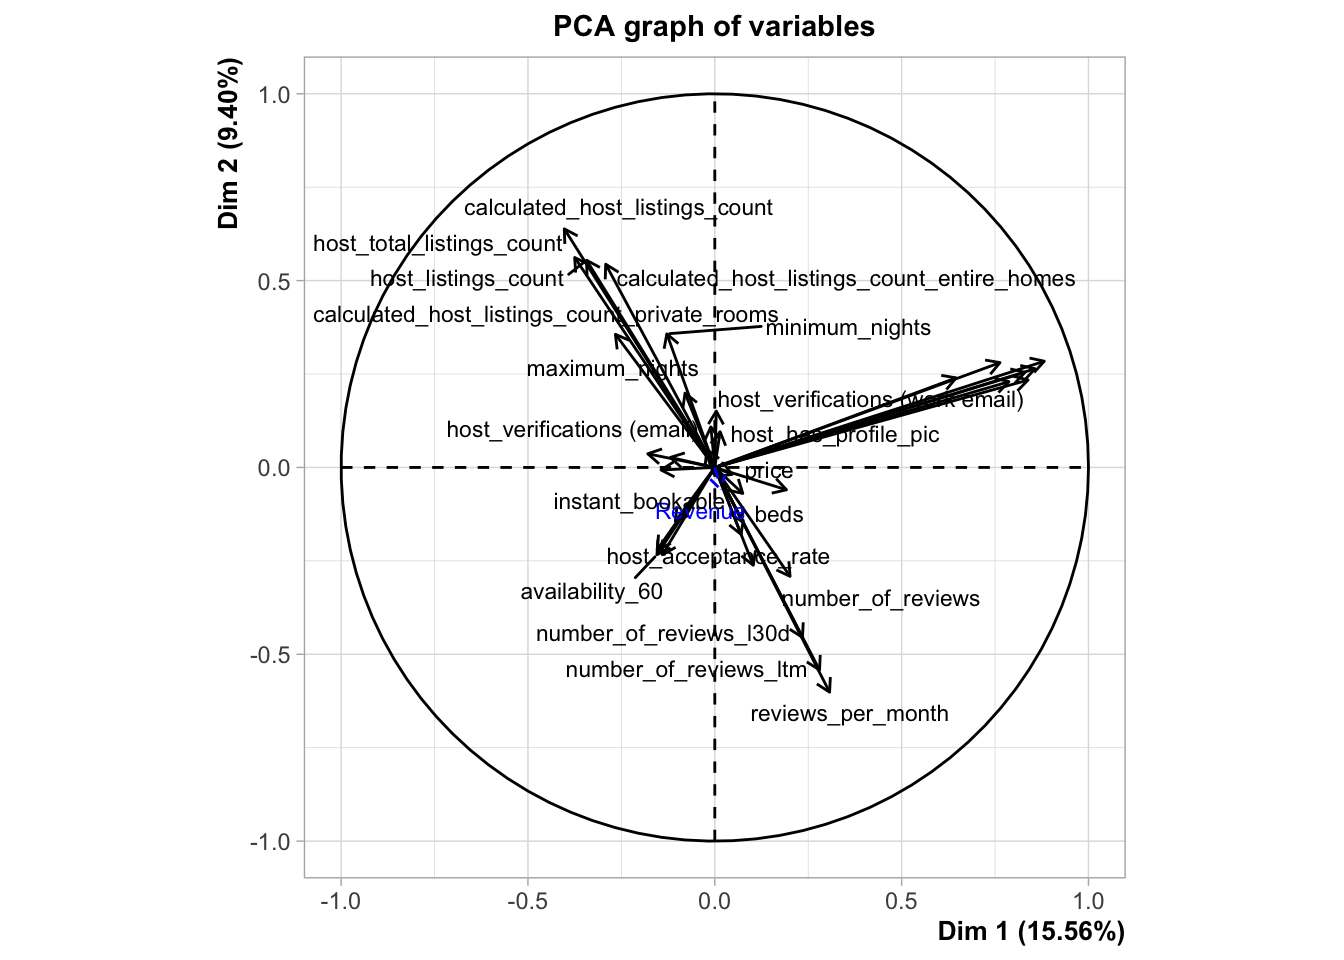 PCA graph of variables
Dim 2 (9.40%)
1.0
0.5
0.0
-0.5
-1.0
calculated_host_listings_count
host_total_listings_count
host_listings_count
calculated_host_listings_count_entire_homes
calculated_host_listings_count_private_rooms
minimum_nights
maximum_nights
host_verifications (work email)
host_verifications (email)
host_has_profile_pic
price
instant_bookable
Revenue
beds
host_acceptance_rate
availability_60
number_of_reviews
number_of_reviews_l30d
number_of_reviews_ltm
reviews_per_month
-1.0
-0.5
0.0
0.5
1.0
Dim 1 (15.56%)